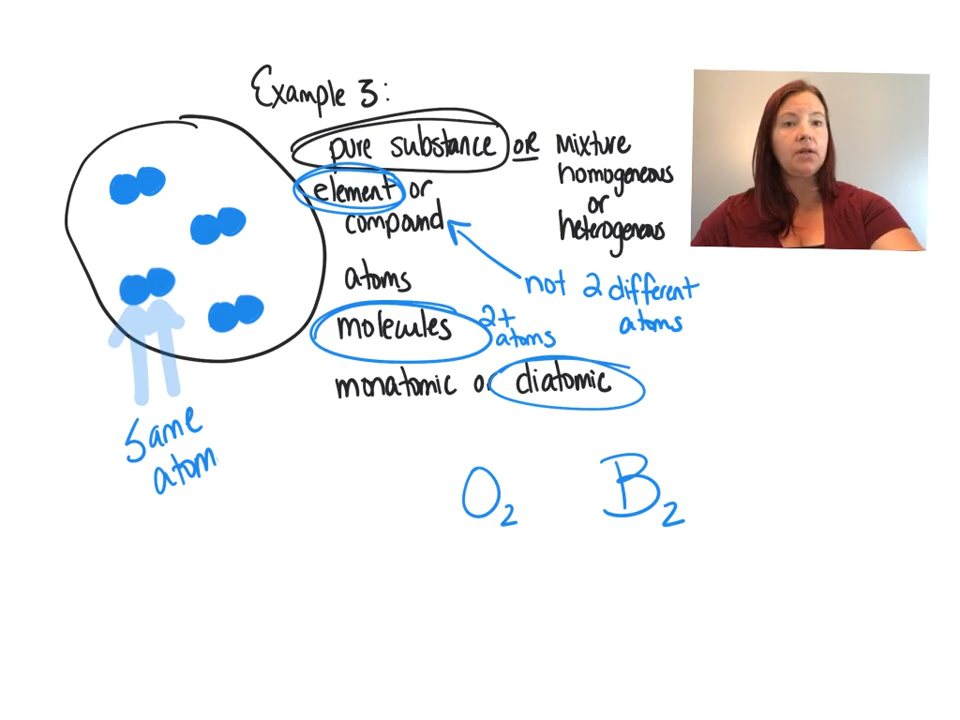 Example 3:
pure substance or Mixture
element or homogeneous
compound or
heterogeneous
atoms
not 2 different
atoms
molecules 2+
atoms
monatomic o diatomic
Same
atom
O2 B2